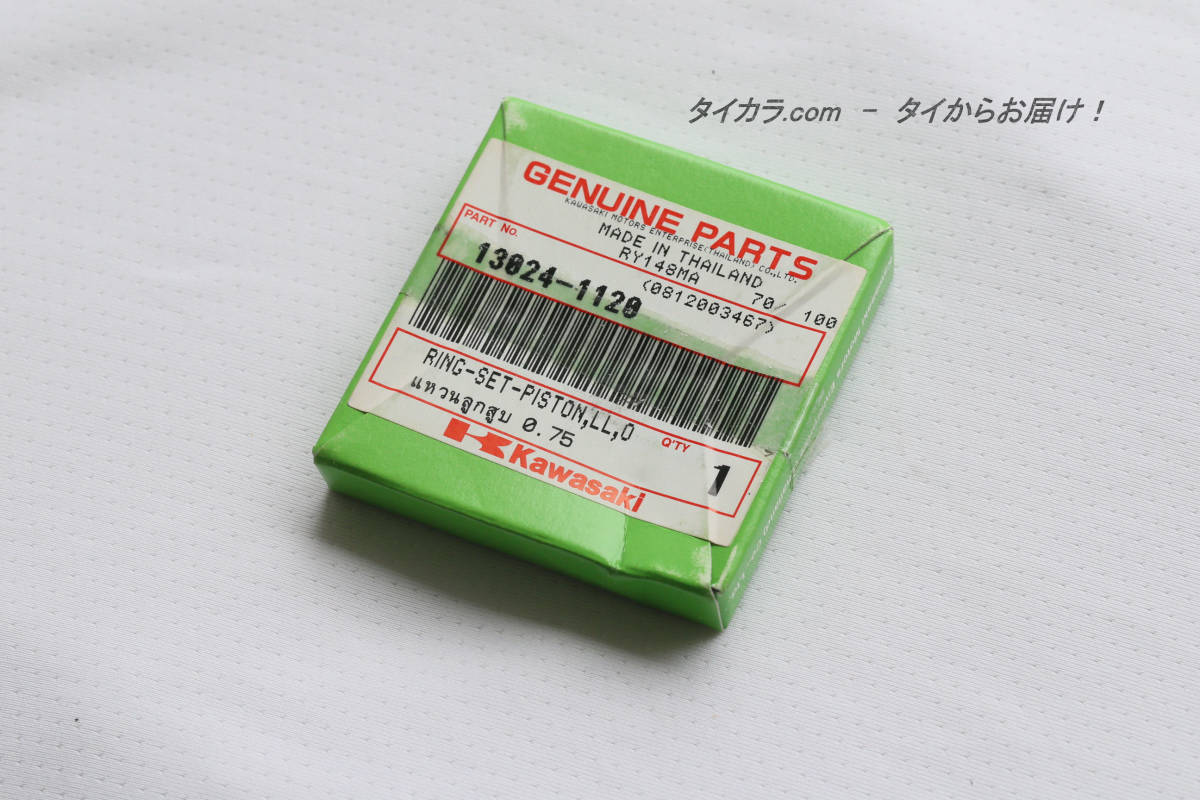 タイカラ.com － タイからお届け！
GENUINE PARTS
KAWASAKI MOTORS ENTERPRISE(THAILAND) CO.,LTD.
MADE IN THAILAND
PART No.
RY148MA 70/ 100
13024-1120 (0812003467)
RING-SET-PISTON,LL,O
แหวนลูกสูบ 0.75
Q'TY 1
Kawasaki